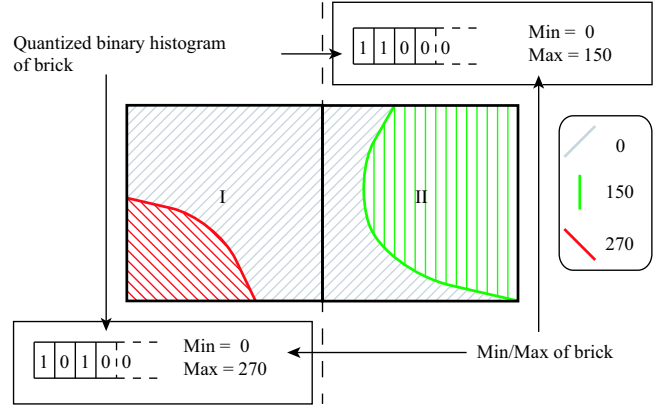 Quantized binary histogram
of brick
1 1 0 0 0
Min = 0
Max = 150
I
II
0
150
270
1 0 1 0 0
Min = 0
Max = 270
Min/Max of brick